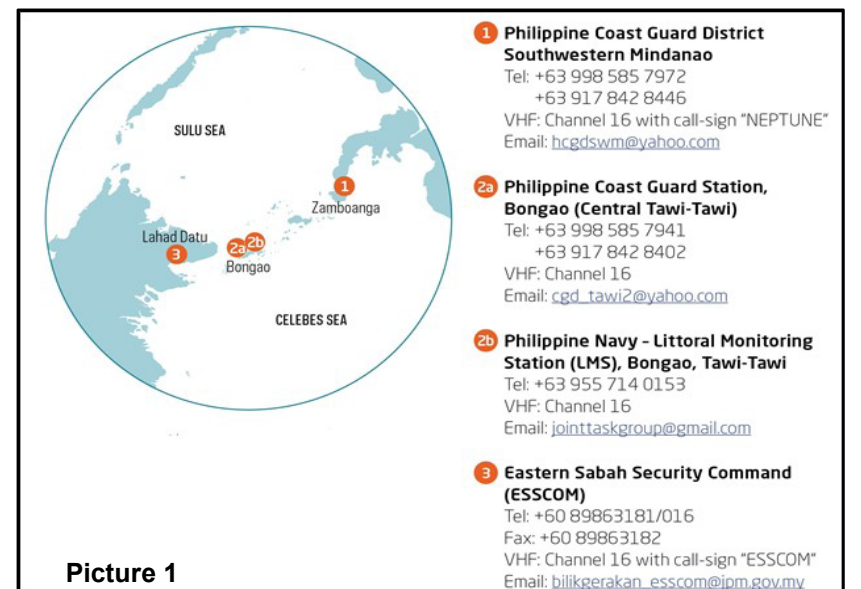 SULU SEA
1
Zamboanga
Lahad Datu
3
2a
2b
Bongao
CELEBES SEA
Picture 1
1 Philippine Coast Guard District
Southwestern Mindanao
Tel: +63 998 585 7972
+63 917 842 8446
VHF: Channel 16 with call-sign "NEPTUNE"
Email: hcgdswm@yahoo.com
2a Philippine Coast Guard Station,
Bongao (Central Tawi-Tawi)
Tel: +63 998 585 7941
+63 917 842 8402
VHF: Channel 16
Email: cgd_tawi2@yahoo.com
2b Philippine Navy – Littoral Monitoring
Station (LMS), Bongao, Tawi-Tawi
Tel: +63 955 714 0153
VHF: Channel 16
Email: jointtaskgroup@gmail.com
3 Eastern Sabah Security Command
(ESSCOM)
Tel: +60 89863181/016
Fax: +60 89863182
VHF: Channel 16 with call-sign "ESSCOM"
Email: bilikgerakan_esscom@jpm.gov.my